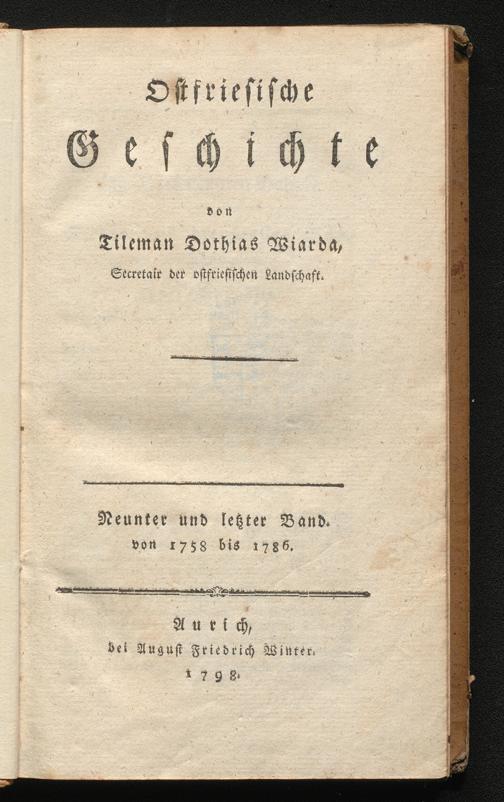 Oſtfrieſiſche
Geſchichte
von
Tileman Dothias Wiarda,
Secretair der oſtfrieſiſchen Landſchaft.
Neunter und letzter Band.
von 1758 bis 1786.
Aurich,
bei Auguſt Friedrich Winter.
1798.